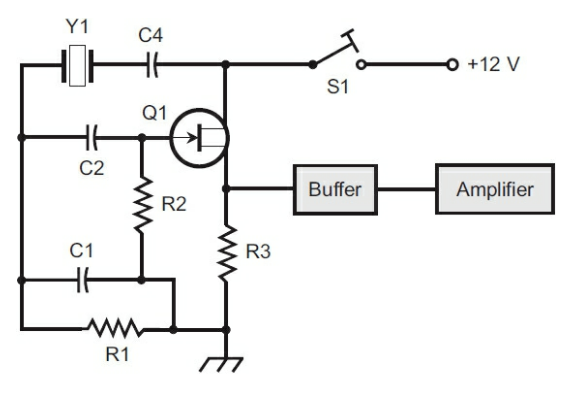 Y1
C4
+12 V
S1
Q1
C2
Buffer
Amplifier
R2
C1
R3
R1